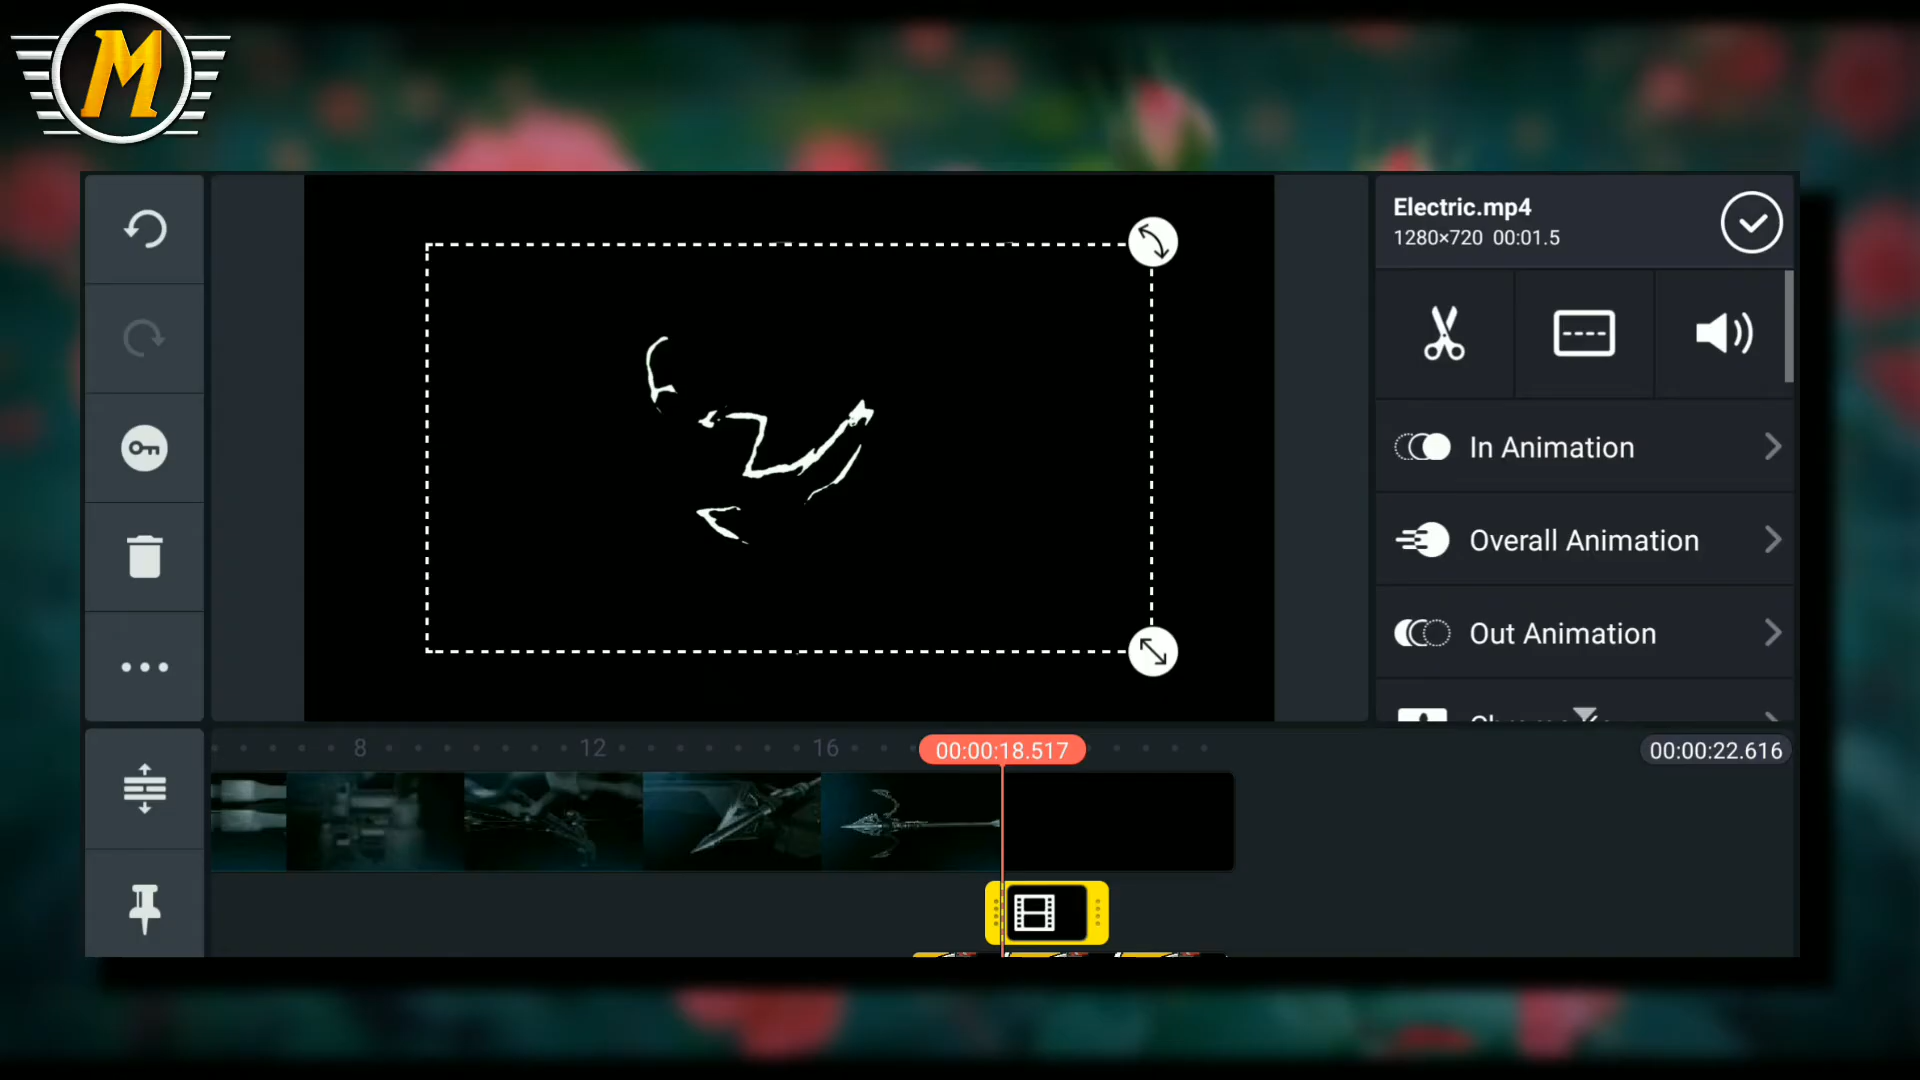 M
Electric.mp4
1280×720 00:01.5
In Animation
Overall Animation
Out Animation
8
12
16
00:00:18.517
00:00:22.616